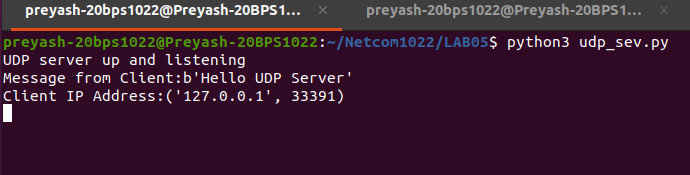 preyash-20bps1022@Preyash-20BPS1... × preyash-20bps1022@Preyash-20BPS1... ×
preyash-20bps1022@Preyash-20BPS1022:~/Netcom1022/LAB05$ python3 udp_sev.py
UDP server up and listening
Message from Client:b'Hello UDP Server'
Client IP Address:('127.0.0.1', 33391)